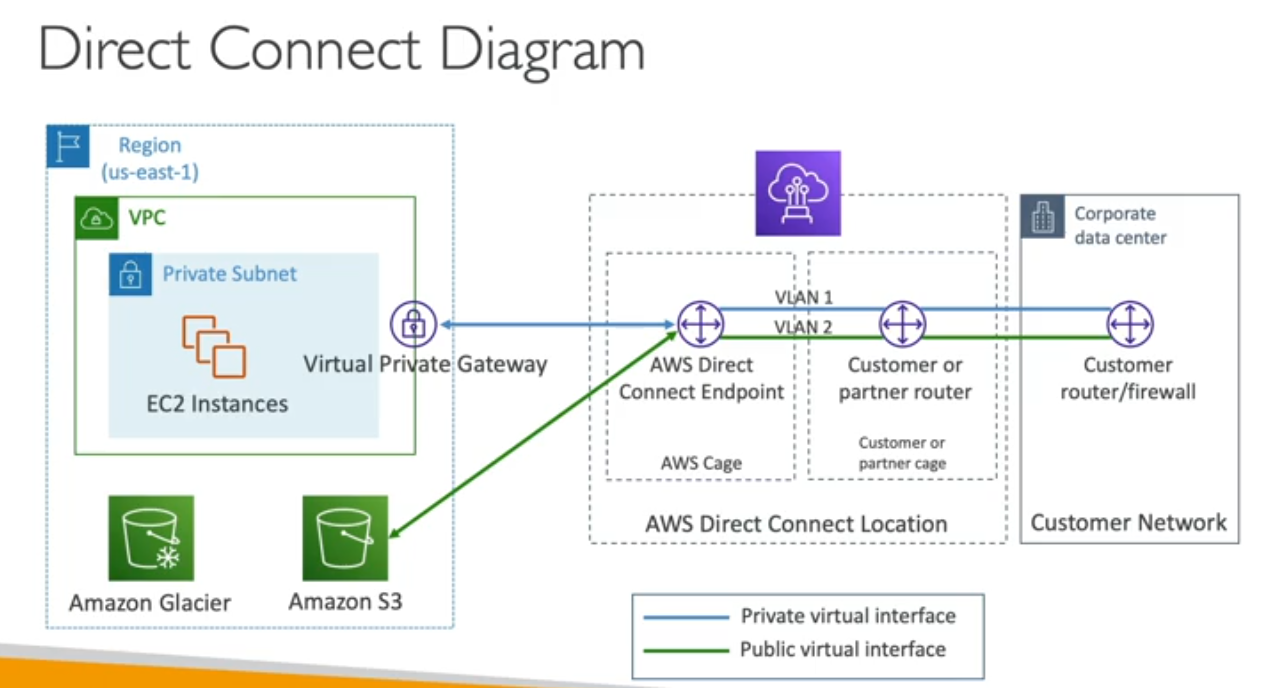 Direct Connect Diagram
Region
(us-east-1)
VPC
Private Subnet
EC2 Instances
Virtual Private Gateway
Amazon Glacier
Amazon S3
VLAN 1
VLAN 2
AWS Direct
Connect Endpoint
AWS Cage
Customer or
partner router
Customer or
partner cage
AWS Direct Connect Location
Corporate
data center
Customer
router/firewall
Customer Network
Private virtual interface
Public virtual interface